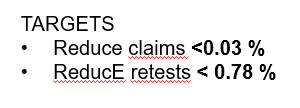 TARGETS
• Reduce claims <0.03 %
• ReducE retests < 0.78 %